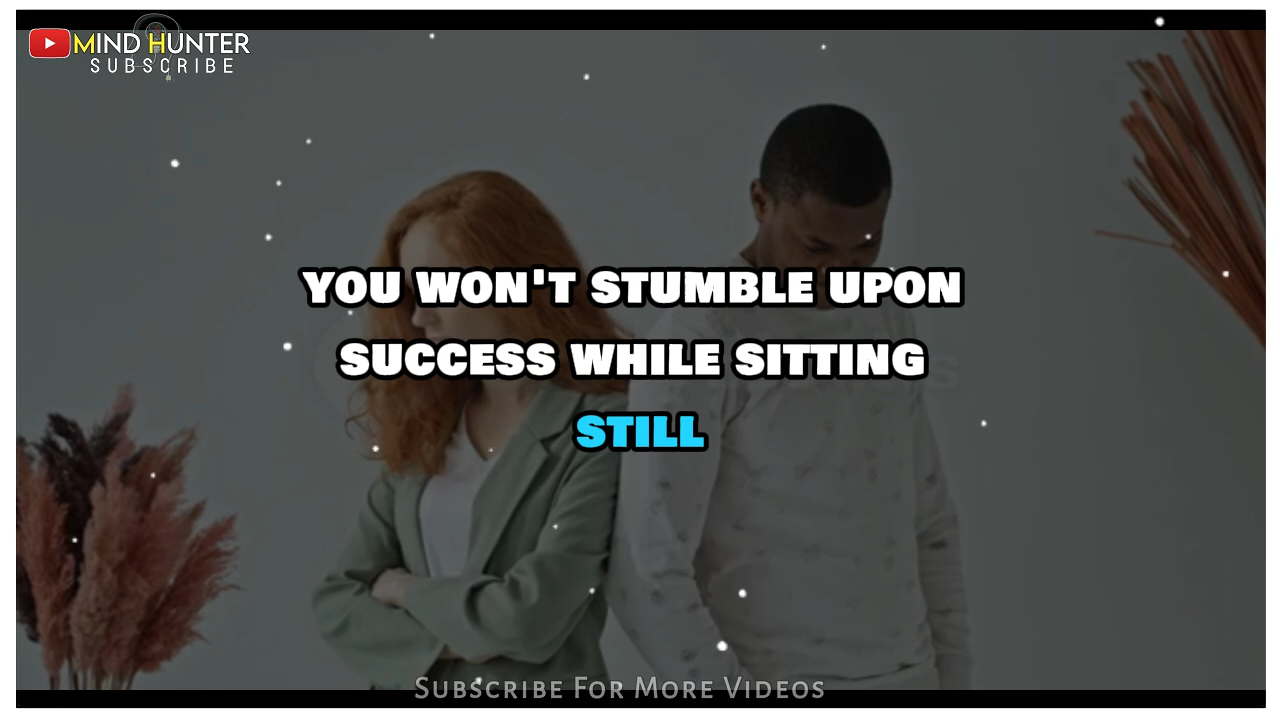 MIND HUNTER
SUBSCRIBE
YOU WON'T STUMBLE UPON
SUCCESS WHILE SITTING
STILL
SUBSCRIBE FOR MORE VIDEOS